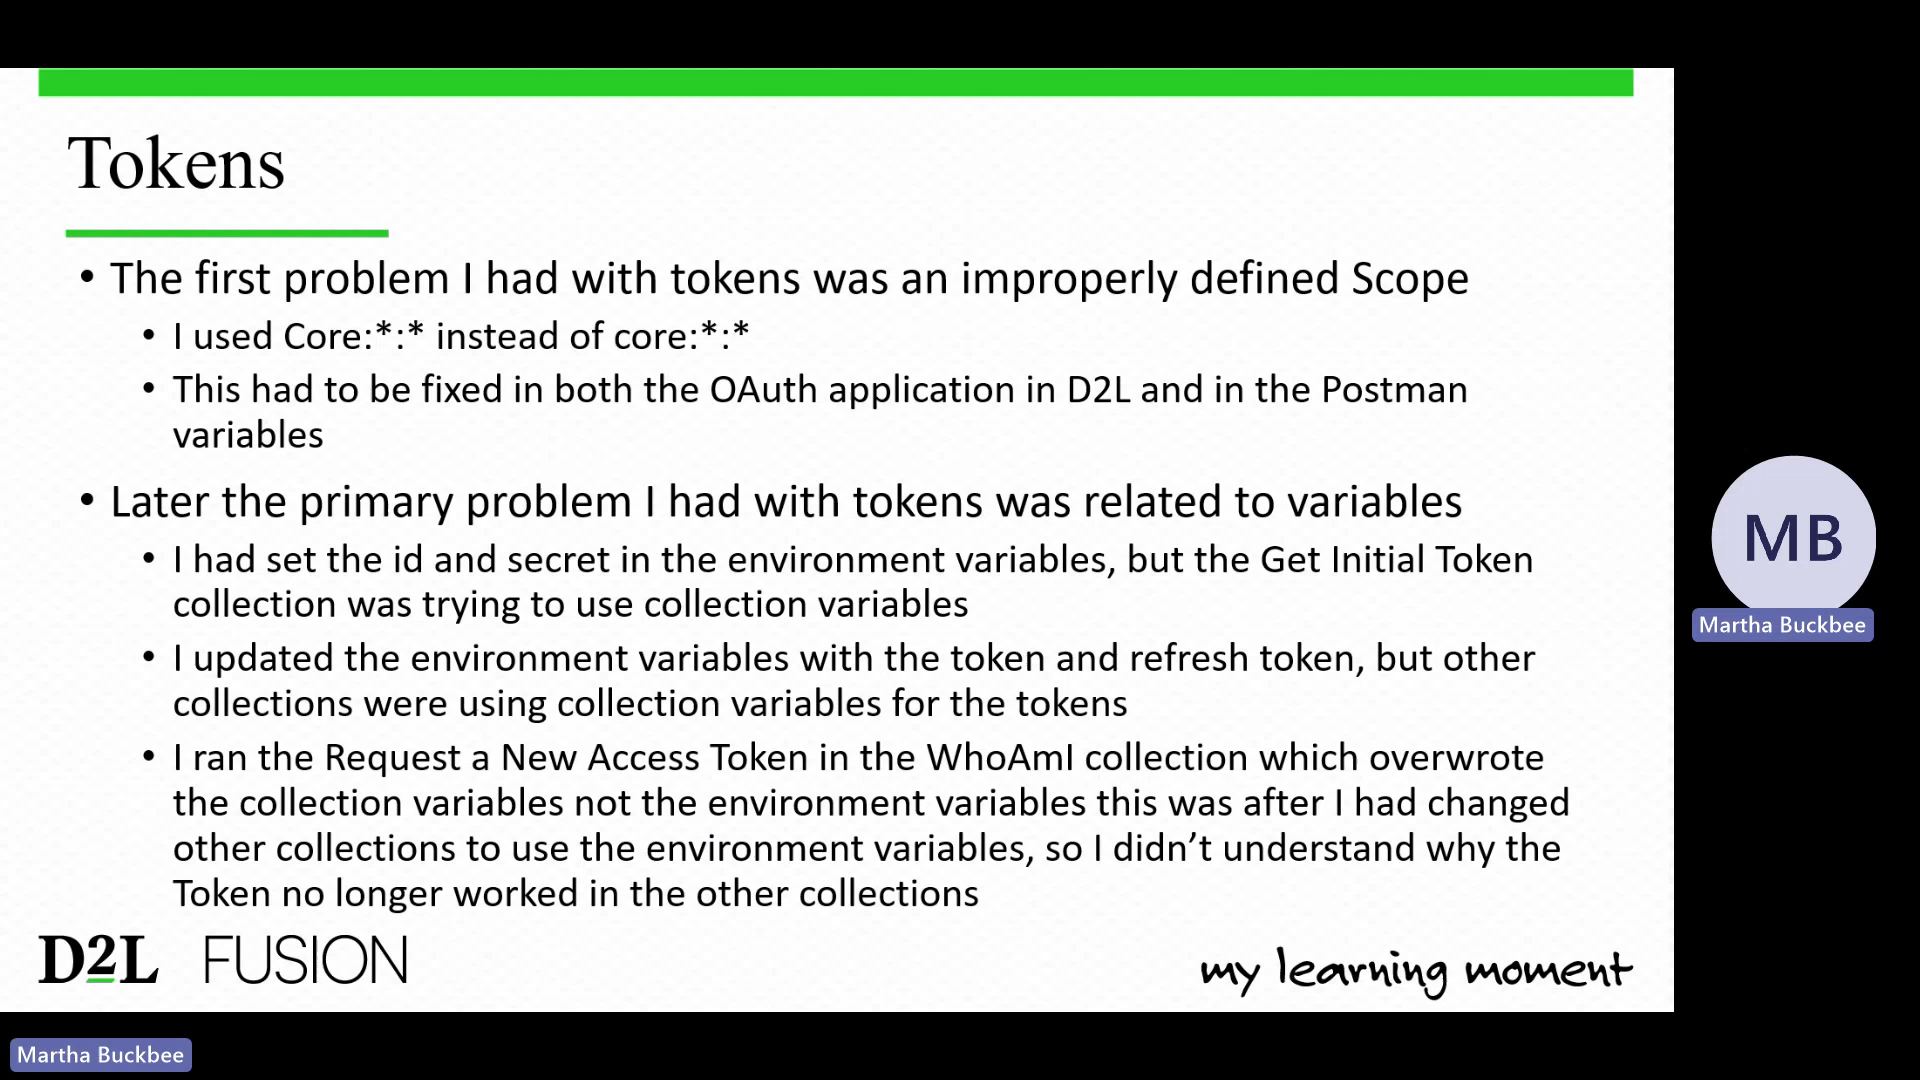 Tokens
• The first problem I had with tokens was an improperly defined Scope
• I used Core:*:* instead of core:*:*
• This had to be fixed in both the OAuth application in D2L and in the Postman
variables
• Later the primary problem I had with tokens was related to variables
• I had set the id and secret in the environment variables, but the Get Initial Token
collection was trying to use collection variables
• I updated the environment variables with the token and refresh token, but other
collections were using collection variables for the tokens
• I ran the Request a New Access Token in the WhoAmI collection which overwrote
the collection variables not the environment variables this was after I had changed
other collections to use the environment variables, so I didn’t understand why the
Token no longer worked in the other collections
D2L FUSION
my learning moment
MB
Martha Buckbee
Martha Buckbee